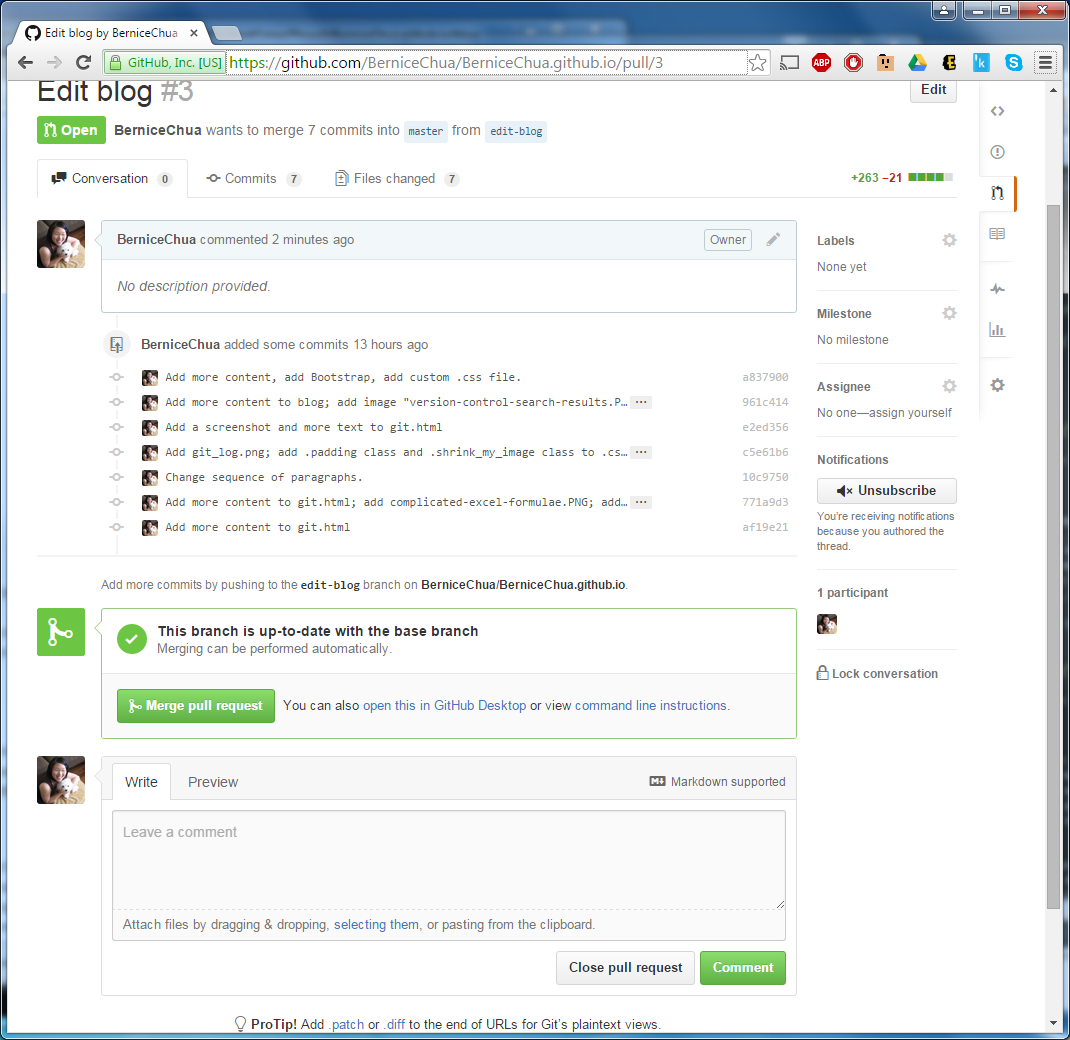 Edit blog by BerniceChua ×
GitHub, Inc. [US] https://github.com/BerniceChua/BerniceChua.github.io/pull/3
ABP
Edit blog #3
Edit
Open BerniceChua wants to merge 7 commits into master from edit-blog
Conversation 0 Commits 7 Files changed 7
+263 −21
BerniceChua commented 2 minutes ago
Owner
No description provided.
BerniceChua added some commits 13 hours ago
Add more content, add Bootstrap, add custom .css file. a837900
Add more content to blog; add image "version-control-search-results.P… … 961c414
Add a screenshot and more text to git.html e2ed356
Add git_log.png; add .padding class and .shrink_my_image class to .cs… … c5e61b6
Change sequence of paragraphs. 10c9750
Add more content to git.html; add complicated-excel-formulae.PNG; add… … 771a9d3
Add more content to git.html af19e21
Add more commits by pushing to the edit-blog branch on BerniceChua/BerniceChua.github.io.
This branch is up-to-date with the base branch
Merging can be performed automatically.
Merge pull request You can also open this in GitHub Desktop or view command line instructions.
Write Preview
Markdown supported
Leave a comment
Attach files by dragging & dropping, selecting them, or pasting from the clipboard.
Close pull request Comment
ProTip! Add .patch or .diff to the end of URLs for Git's plaintext views.
Labels
None yet
Milestone
No milestone
Assignee
No one—assign yourself
Notifications
Unsubscribe
You're receiving notifications
because you authored the
thread.
1 participant
Lock conversation